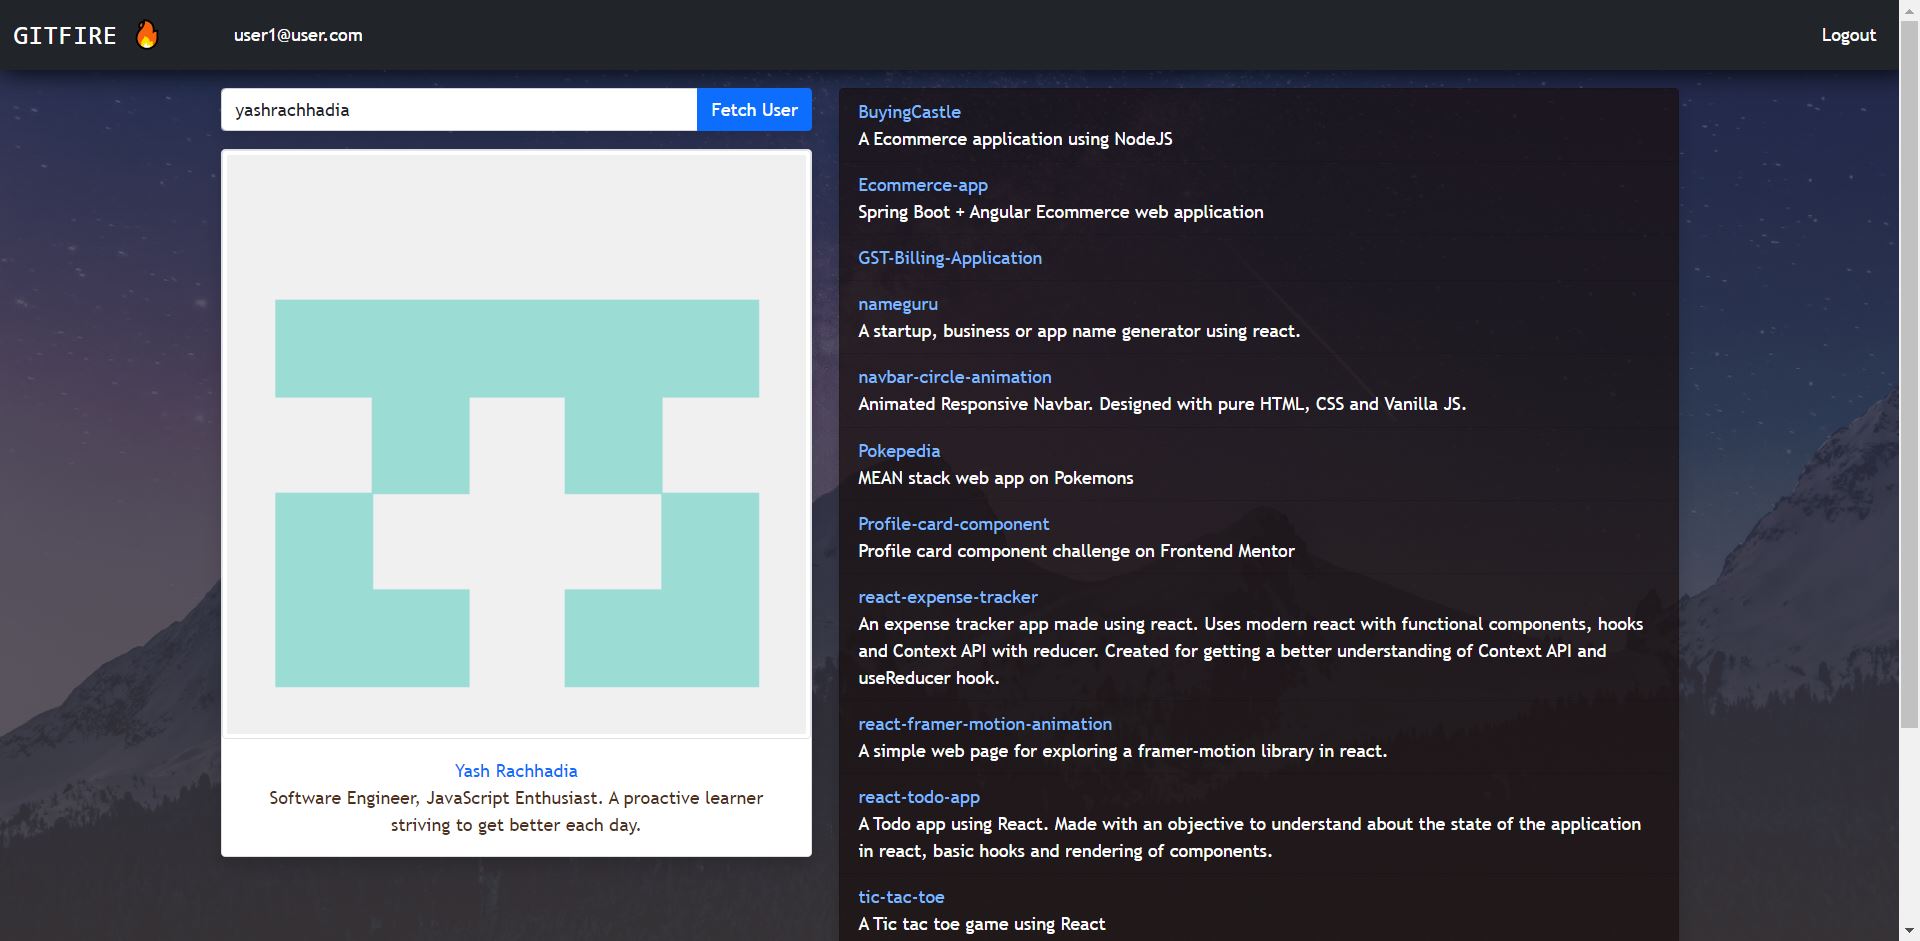 GITFIRE
user1@user.com
Logout
yashrachhadia
Fetch User
Yash Rachhadia
Software Engineer, JavaScript Enthusiast. A proactive learner
striving to get better each day.
BuyingCastle
A Ecommerce application using NodeJS
Ecommerce-app
Spring Boot + Angular Ecommerce web application
GST-Billing-Application
nameguru
A startup, business or app name generator using react.
navbar-circle-animation
Animated Responsive Navbar. Designed with pure HTML, CSS and Vanilla JS.
Pokepedia
MEAN stack web app on Pokemons
Profile-card-component
Profile card component challenge on Frontend Mentor
react-expense-tracker
An expense tracker app made using react. Uses modern react with functional components, hooks
and Context API with reducer. Created for getting a better understanding of Context API and
useReducer hook.
react-framer-motion-animation
A simple web page for exploring a framer-motion library in react.
react-todo-app
A Todo app using React. Made with an objective to understand about the state of the application
in react, basic hooks and rendering of components.
tic-tac-toe
A Tic tac toe game using React